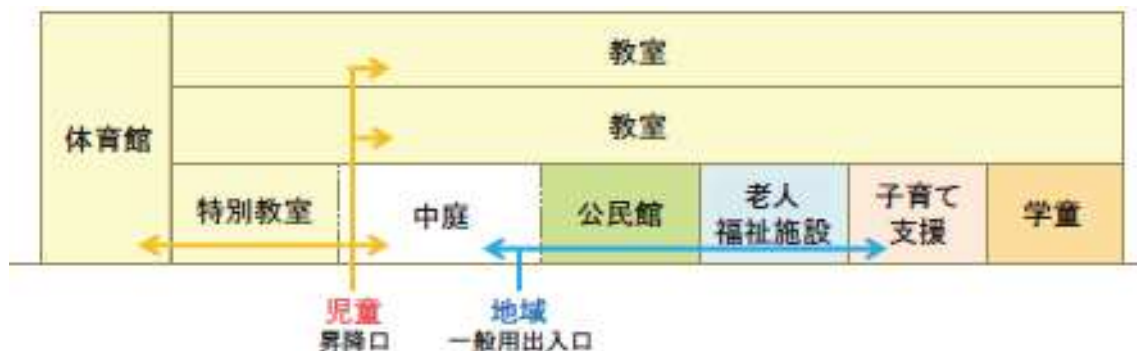 教室
教室
体育館
特別教室
中庭
公民館
老人
福祉施設
子育て
支援
学童
児童
昇降口
地域
一般用出入口